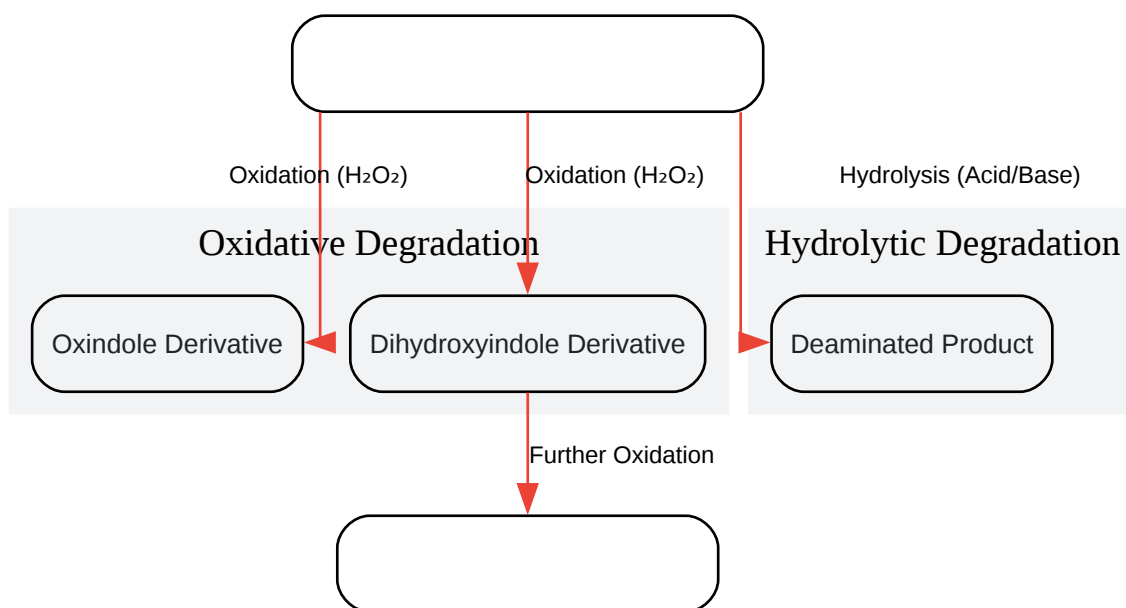 Oxidation (H₂O₂)
Oxidation (H₂O₂)
Hydrolysis (Acid/Base)
Oxidative Degradation
Hydrolytic Degradation
Oxindole Derivative
Dihydroxyindole Derivative
Deaminated Product
Further Oxidation